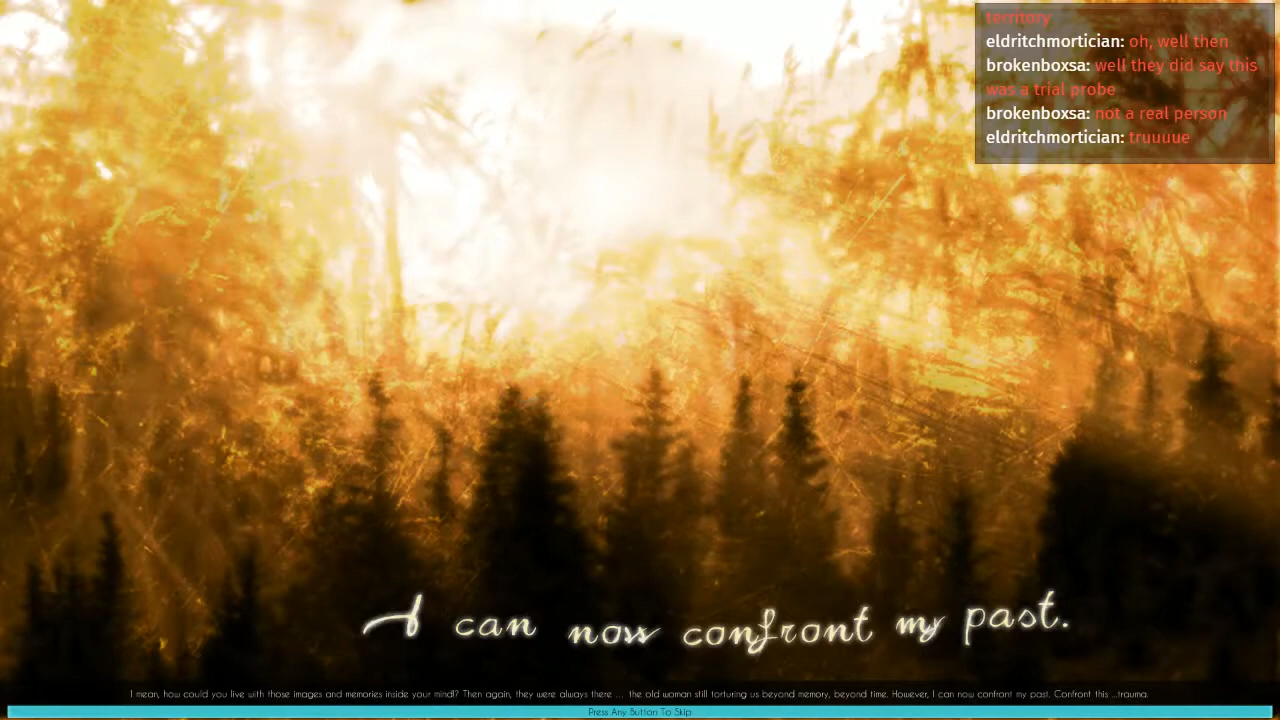 territory
eldritchmortician: oh, well then
brokenboxsa: well they did say this
was a trial probe
brokenboxsa: not a real person
eldritchmortician: truuuue
I can now confront my past.
I mean, how could you live with those images and memories inside your mind!? Then again, they were always there ... the old woman still torturing us beyond memory, beyond time. However, I can now confront my past. Confront this ...trauma.
Press Any Button To Skip